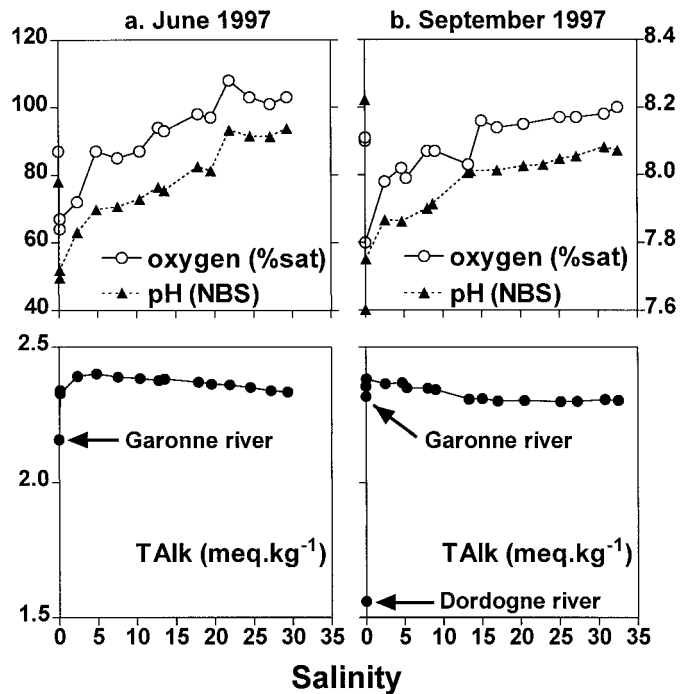 a. June 1997
b. September 1997
120
100
80
60
40
oxygen (%sat)
pH (NBS)
oxygen (%sat)
pH (NBS)
8.4
8.2
8.0
7.8
7.6
2.5
2.0
1.5
Garonne river
TAlk (meq.kg⁻¹)
Garonne river
TAlk (meq.kg⁻¹)
Dordogne river
0 5 10 15 20 25 30 35
0 5 10 15 20 25 30 35
Salinity